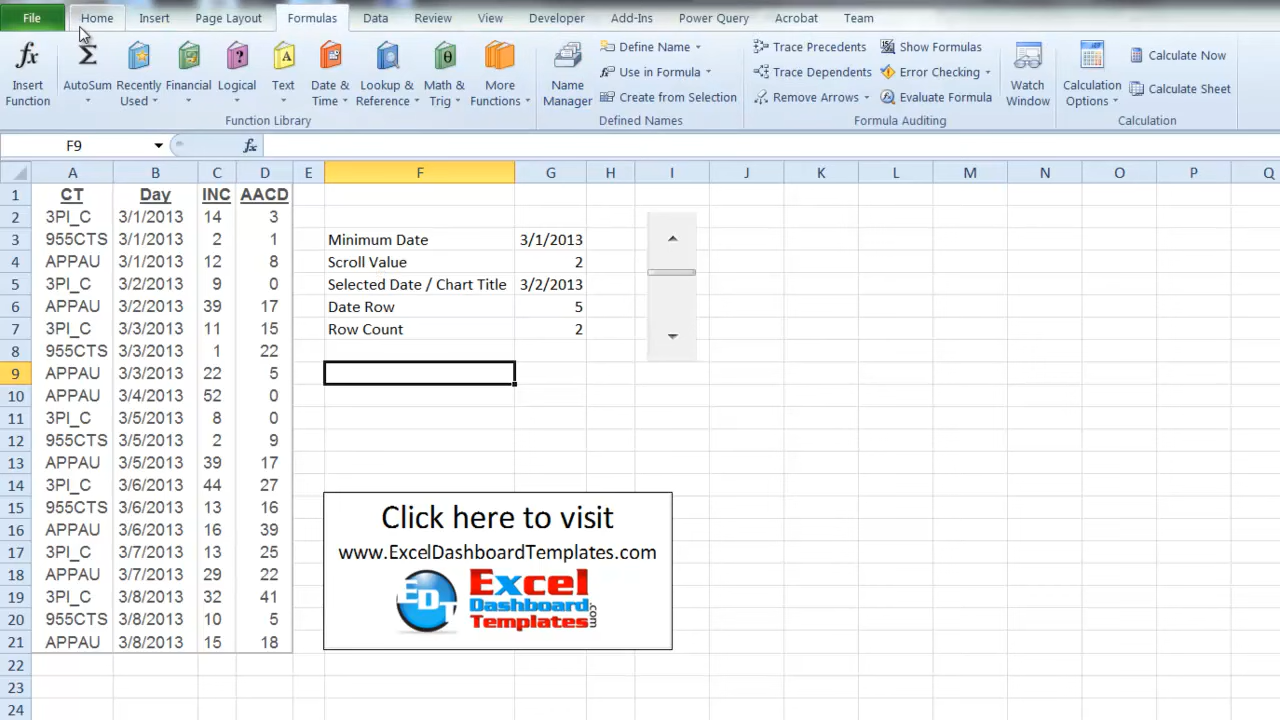 File Home Insert Page Layout Formulas Data Review View Developer Add-Ins Power Query Acrobat Team
Insert Function
AutoSum
Recently Used
Financial
Logical
Text
Date & Time
Lookup & Reference
Math & Trig
More Functions
Function Library
Name Manager
Define Name
Use in Formula
Create from Selection
Defined Names
Trace Precedents
Trace Dependents
Remove Arrows
Show Formulas
Error Checking
Evaluate Formula
Formula Auditing
Watch Window
Calculation Options
Calculate Now
Calculate Sheet
Calculation
F9 fx
A B C D E F G H I J K L M N O P Q
1 CT Day INC AACD
2 3PI_C 3/1/2013 14 3
3 955CTS 3/1/2013 2 1 Minimum Date 3/1/2013
4 APPAU 3/1/2013 12 8 Scroll Value 2
5 3PI_C 3/2/2013 9 0 Selected Date / Chart Title 3/2/2013
6 APPAU 3/2/2013 39 17 Date Row 5
7 3PI_C 3/3/2013 11 15 Row Count 2
8 955CTS 3/3/2013 1 22
9 APPAU 3/3/2013 22 5
10 APPAU 3/4/2013 52 0
11 3PI_C 3/5/2013 8 0
12 955CTS 3/5/2013 2 9
13 APPAU 3/5/2013 39 17
14 3PI_C 3/6/2013 44 27
15 955CTS 3/6/2013 13 16
16 APPAU 3/6/2013 16 39
17 3PI_C 3/7/2013 13 25
18 APPAU 3/7/2013 29 22
19 3PI_C 3/8/2013 32 41
20 955CTS 3/8/2013 10 5
21 APPAU 3/8/2013 15 18
22
23
24
Click here to visit
www.ExcelDashboardTemplates.com
EDT
Excel
Dashboard
Templates.com